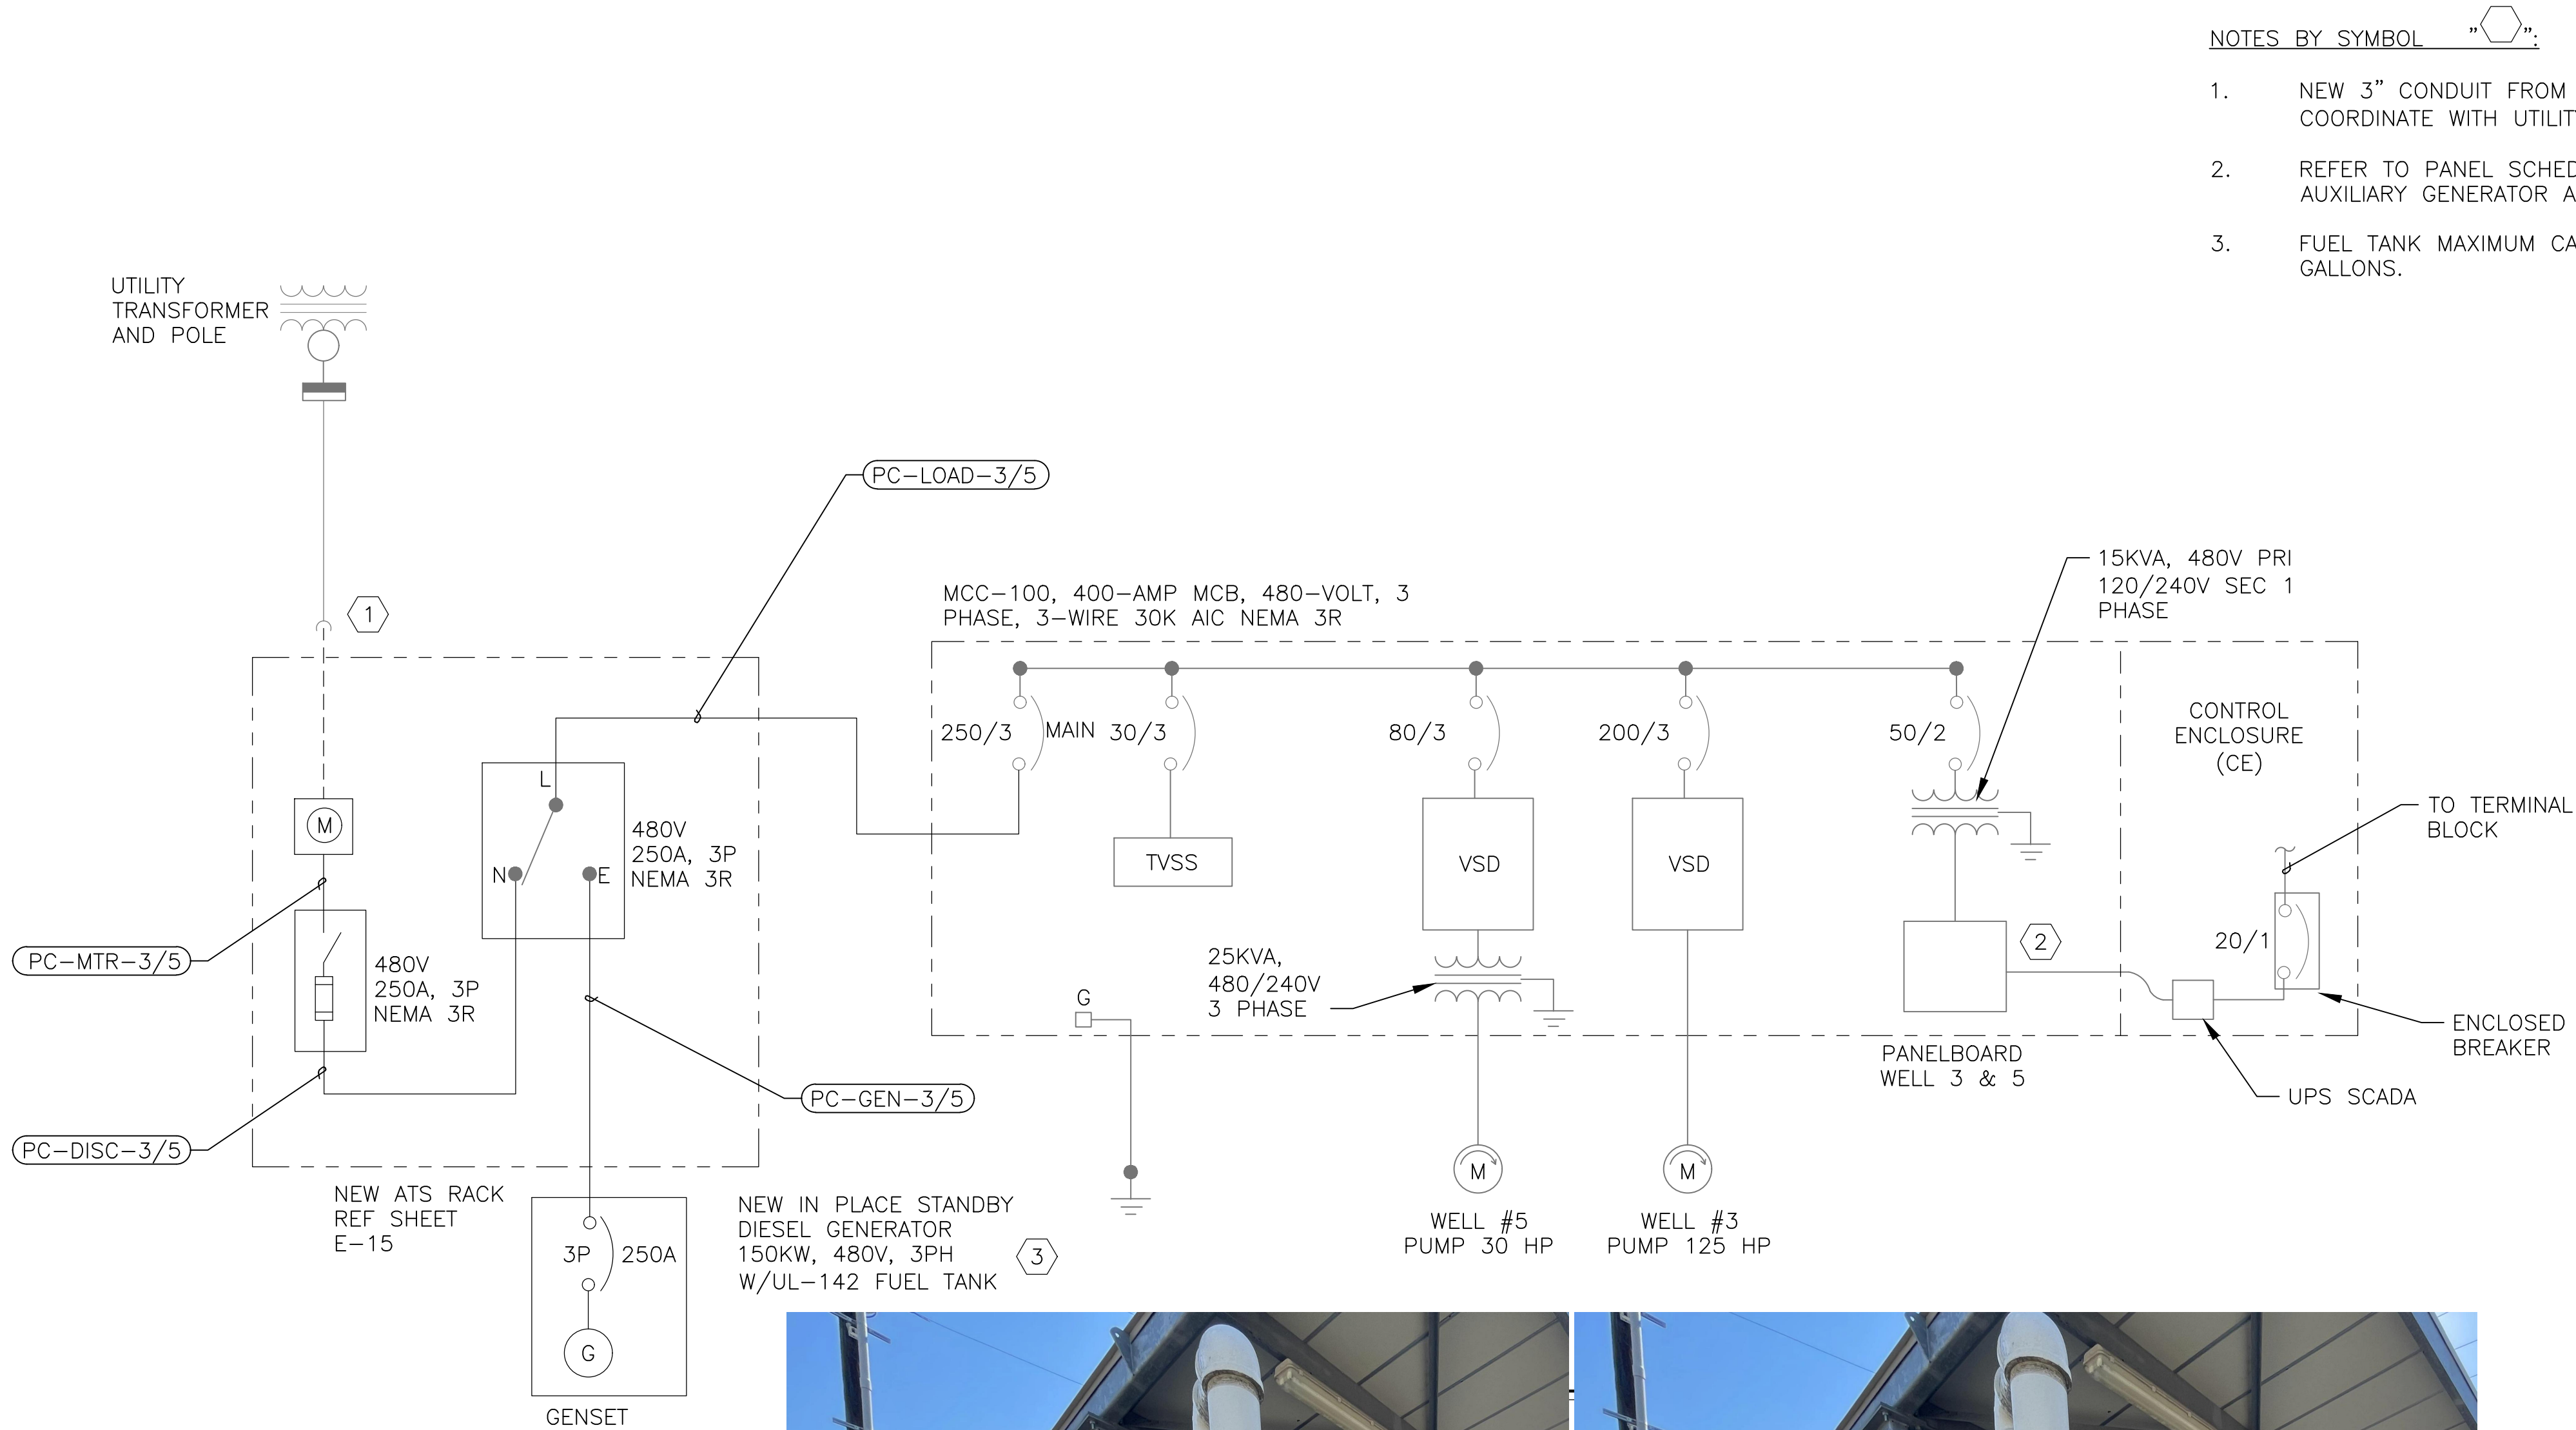 NOTES BY SYMBOL "⬡":
1. NEW 3" CONDUIT FROM
COORDINATE WITH UTILIT
2. REFER TO PANEL SCHED
AUXILIARY GENERATOR A
3. FUEL TANK MAXIMUM CA
GALLONS.
UTILITY
TRANSFORMER
AND POLE
PC-LOAD-3/5
1
15KVA, 480V PRI
120/240V SEC 1
PHASE
MCC-100, 400-AMP MCB, 480-VOLT, 3
PHASE, 3-WIRE 30K AIC NEMA 3R
250/3
MAIN
30/3
80/3
200/3
50/2
CONTROL
ENCLOSURE
(CE)
L
N
E
480V
250A, 3P
NEMA 3R
M
TO TERMINAL
BLOCK
TVSS
VSD
VSD
PC-MTR-3/5
480V
250A, 3P
NEMA 3R
25KVA,
480/240V
3 PHASE
2
20/1
G
ENCLOSED
BREAKER
PANELBOARD
WELL 3 & 5
UPS SCADA
PC-GEN-3/5
PC-DISC-3/5
NEW ATS RACK
REF SHEET
E-15
NEW IN PLACE STANDBY
DIESEL GENERATOR
150KW, 480V, 3PH
W/UL-142 FUEL TANK
3
M
M
WELL #5
PUMP 30 HP
WELL #3
PUMP 125 HP
3P
250A
G
GENSET